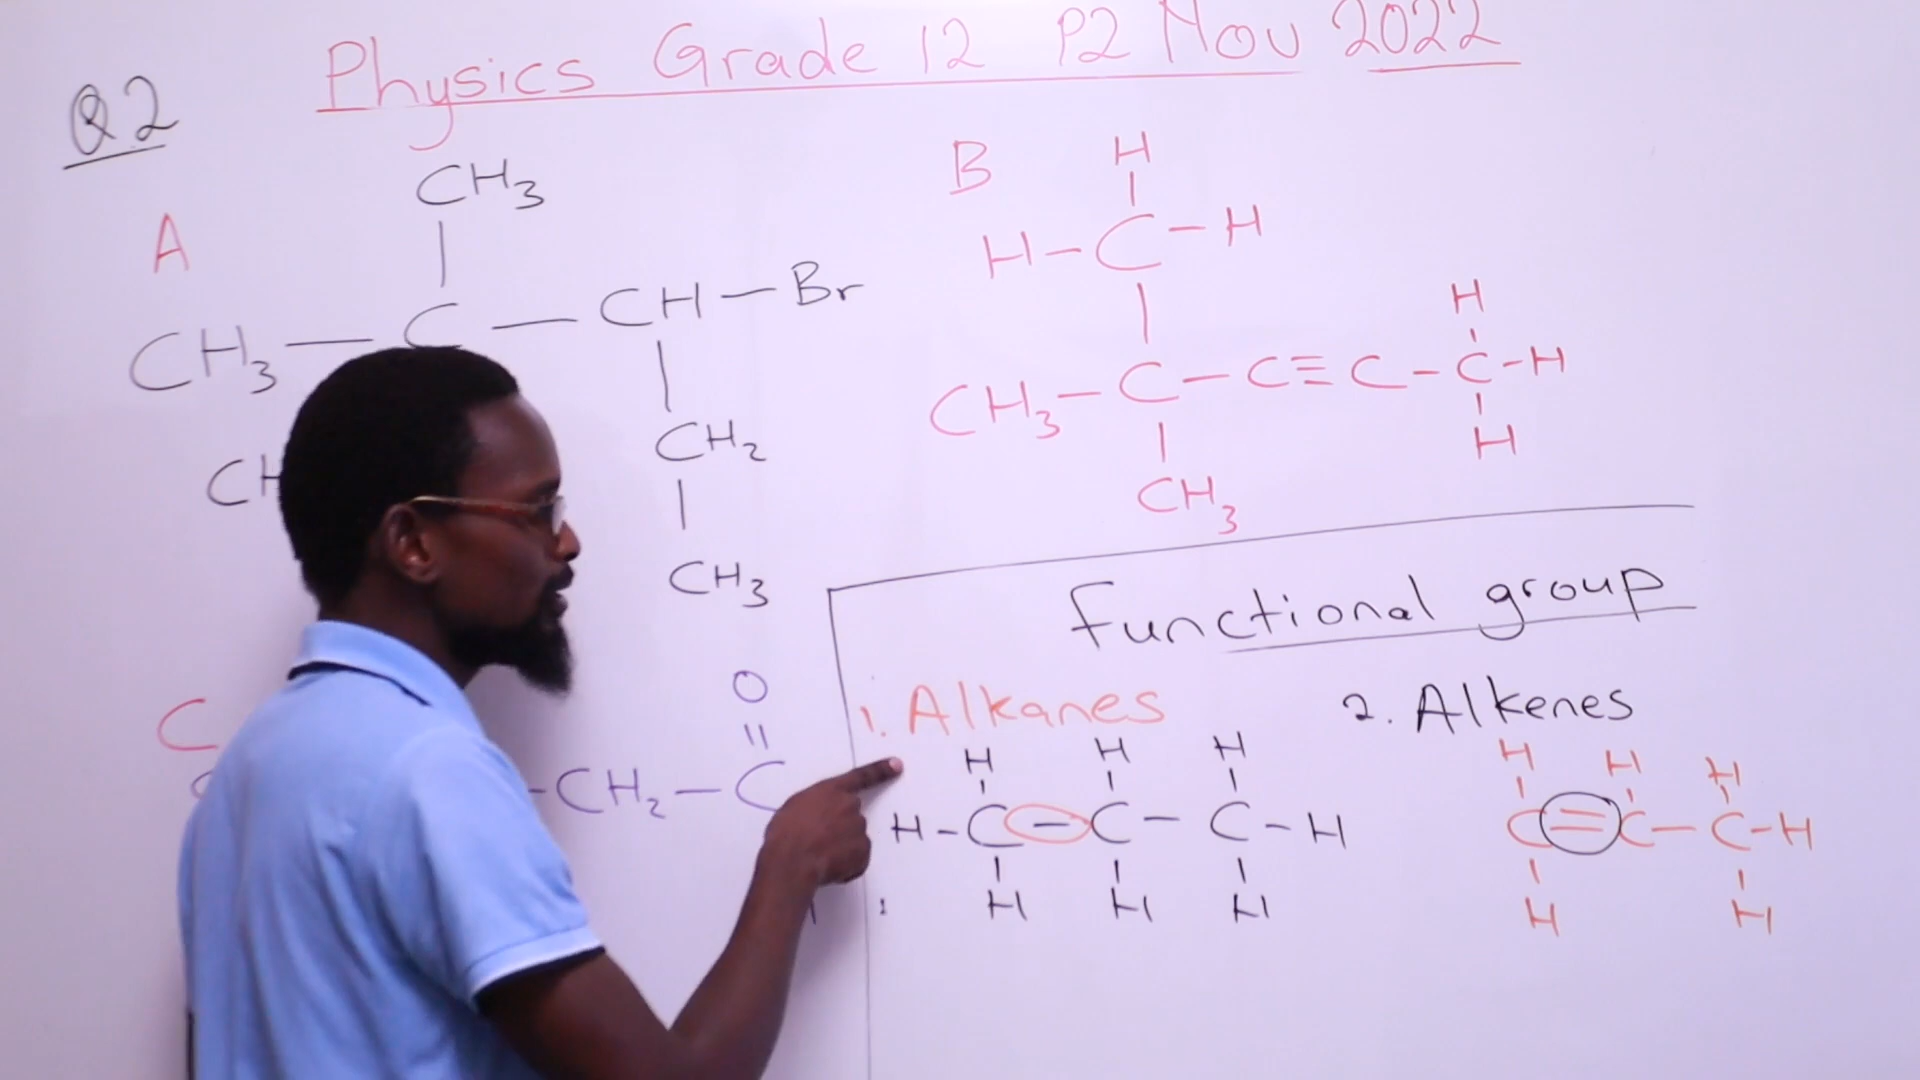 Physics Grade 12 P2 Nov 2022
Q2
A
CH3
CH3 — C — CH — Br
CH2
CH3
B
H
H – C – H
CH3 – C – C ≡ C – C – H
H
H
CH3
C
O
– CH2 – C
Functional group
1. Alkanes
H H H
H – C – C – C – H
H H H
2. Alkenes
H H H
C = C – C – H
H H